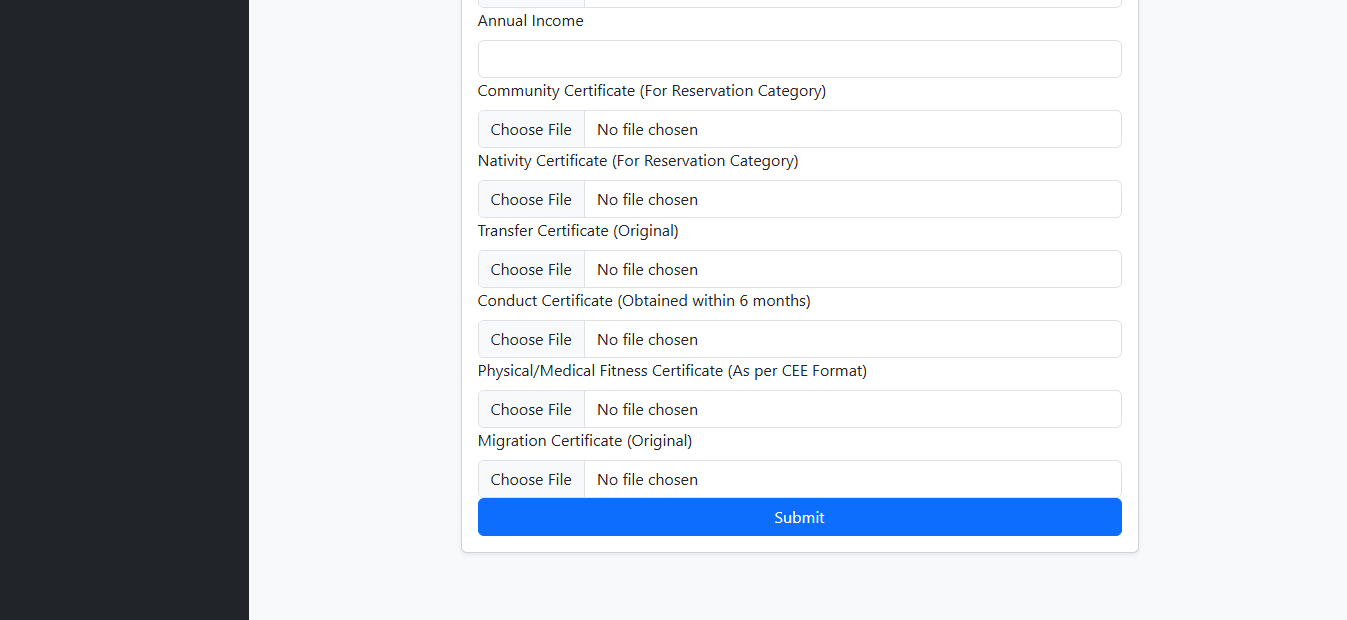 Annual Income
Community Certificate (For Reservation Category)
Choose File No file chosen
Nativity Certificate (For Reservation Category)
Choose File No file chosen
Transfer Certificate (Original)
Choose File No file chosen
Conduct Certificate (Obtained within 6 months)
Choose File No file chosen
Physical/Medical Fitness Certificate (As per CEE Format)
Choose File No file chosen
Migration Certificate (Original)
Choose File No file chosen
Submit